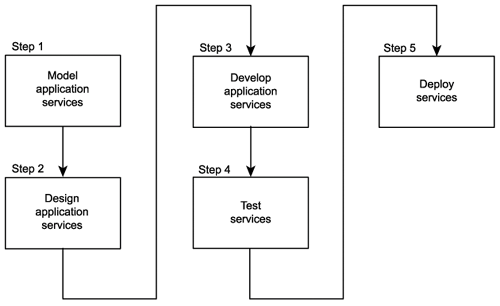 Step 1
Model
application
services
Step 2
Design
application
services
Step 3
Develop
application
services
Step 4
Test
services
Step 5
Deploy
services